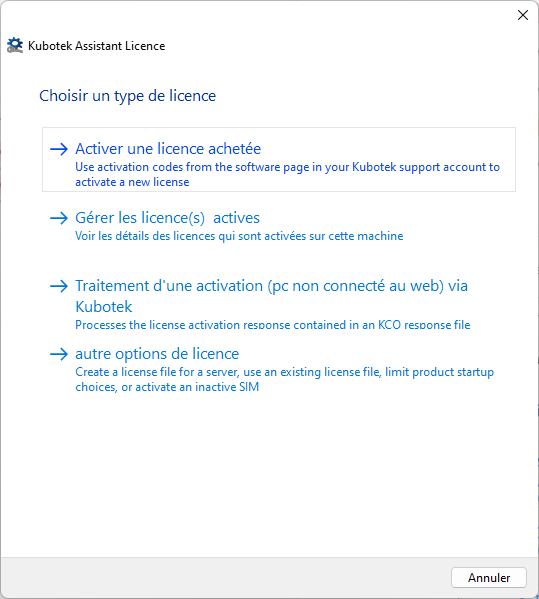 Kubotek Assistant Licence
Choisir un type de licence
Activer une licence achetée
Use activation codes from the software page in your Kubotek support account to
activate a new license
Gérer les licence(s)  actives
Voir les détails des licences qui sont activées sur cette machine
Traitement d'une activation (pc non connecté au web) via
Kubotek
Processes the license activation response contained in an KCO response file
autre options de licence
Create a license file for a server, use an existing license file, limit product startup
choices, or activate an inactive SIM
Annuler